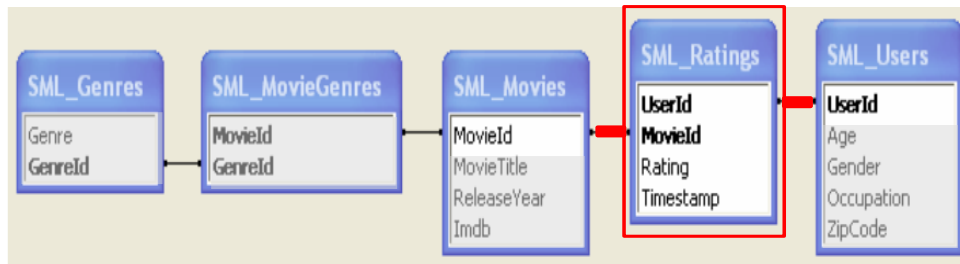 SML_Genres
Genre
GenreId
SML_MovieGenres
MovieId
GenreId
SML_Movies
MovieId
MovieTitle
ReleaseYear
Imdb
SML_Ratings
UserId
MovieId
Rating
Timestamp
SML_Users
UserId
Age
Gender
Occupation
ZipCode